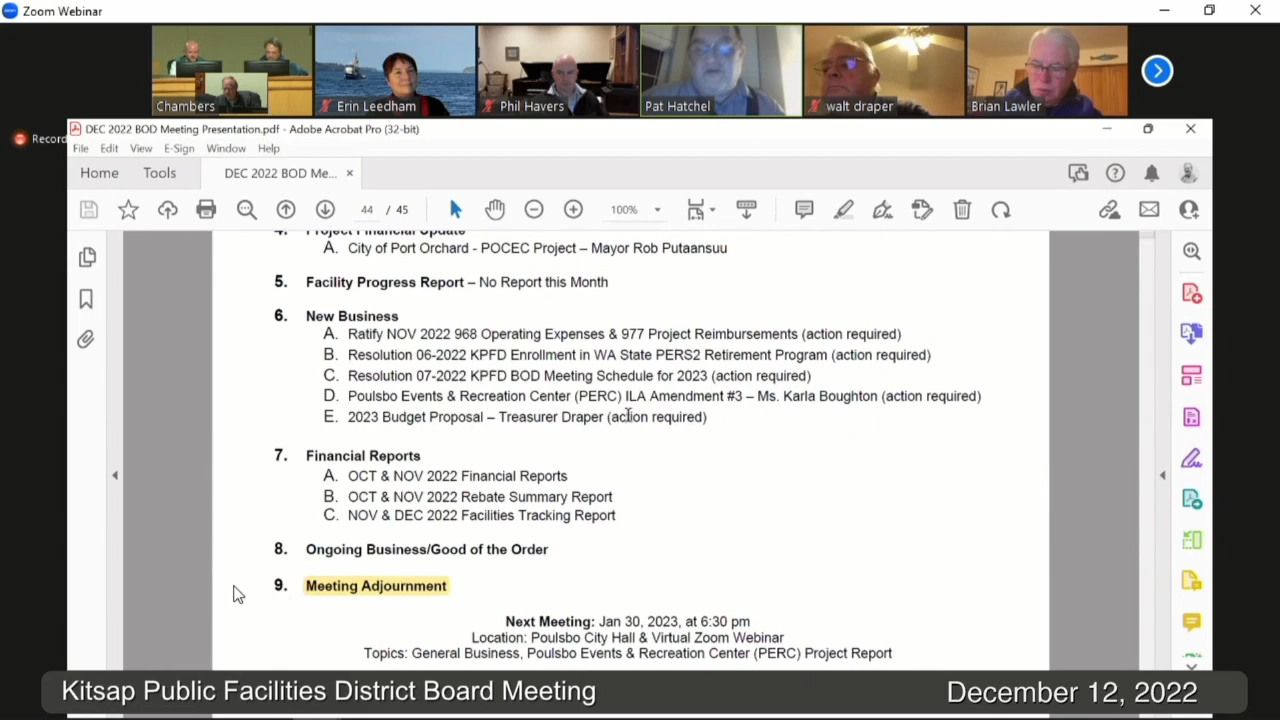 Zoom Webinar
Chambers
Erin Leedham
Phil Havers
Pat Hatchel
walt draper
Brian Lawler
Record
DEC 2022 BOD Meeting Presentation.pdf - Adobe Acrobat Pro (32-bit)
File Edit View E-Sign Window Help
Home Tools DEC 2022 BOD Me... ×
44 / 45 100%
4. Project Financial Update
A. City of Port Orchard - POCEC Project – Mayor Rob Putaansuu
5. Facility Progress Report – No Report this Month
6. New Business
A. Ratify NOV 2022 968 Operating Expenses & 977 Project Reimbursements (action required)
B. Resolution 06-2022 KPFD Enrollment in WA State PERS2 Retirement Program (action required)
C. Resolution 07-2022 KPFD BOD Meeting Schedule for 2023 (action required)
D. Poulsbo Events & Recreation Center (PERC) ILA Amendment #3 – Ms. Karla Boughton (action required)
E. 2023 Budget Proposal – Treasurer Draper (action required)
7. Financial Reports
A. OCT & NOV 2022 Financial Reports
B. OCT & NOV 2022 Rebate Summary Report
C. NOV & DEC 2022 Facilities Tracking Report
8. Ongoing Business/Good of the Order
9. Meeting Adjournment
Next Meeting: Jan 30, 2023, at 6:30 pm
Location: Poulsbo City Hall & Virtual Zoom Webinar
Topics: General Business, Poulsbo Events & Recreation Center (PERC) Project Report
Kitsap Public Facilities District Board Meeting
December 12, 2022